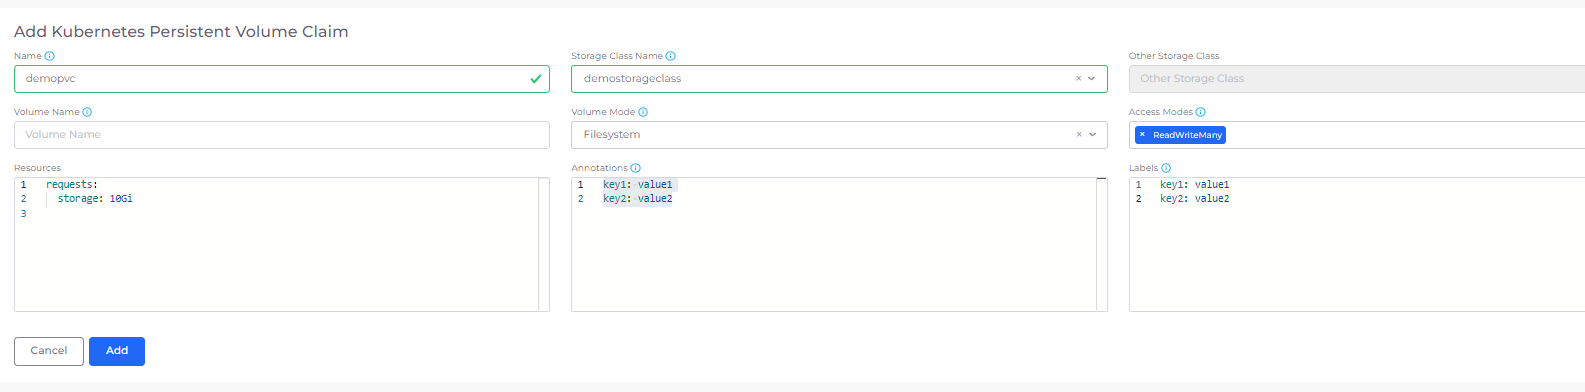 Add Kubernetes Persistent Volume Claim
Name
Storage Class Name
Other Storage Class
demopvc
demostorageclass
Other Storage Class
Volume Name
Volume Mode
Access Modes
Volume Name
Filesystem
× ReadWriteMany
Resources
Annotations
Labels
1 requests:
2 storage: 10Gi
3
1 key1: value1
2 key2: value2
1 key1: value1
2 key2: value2
Cancel
Add